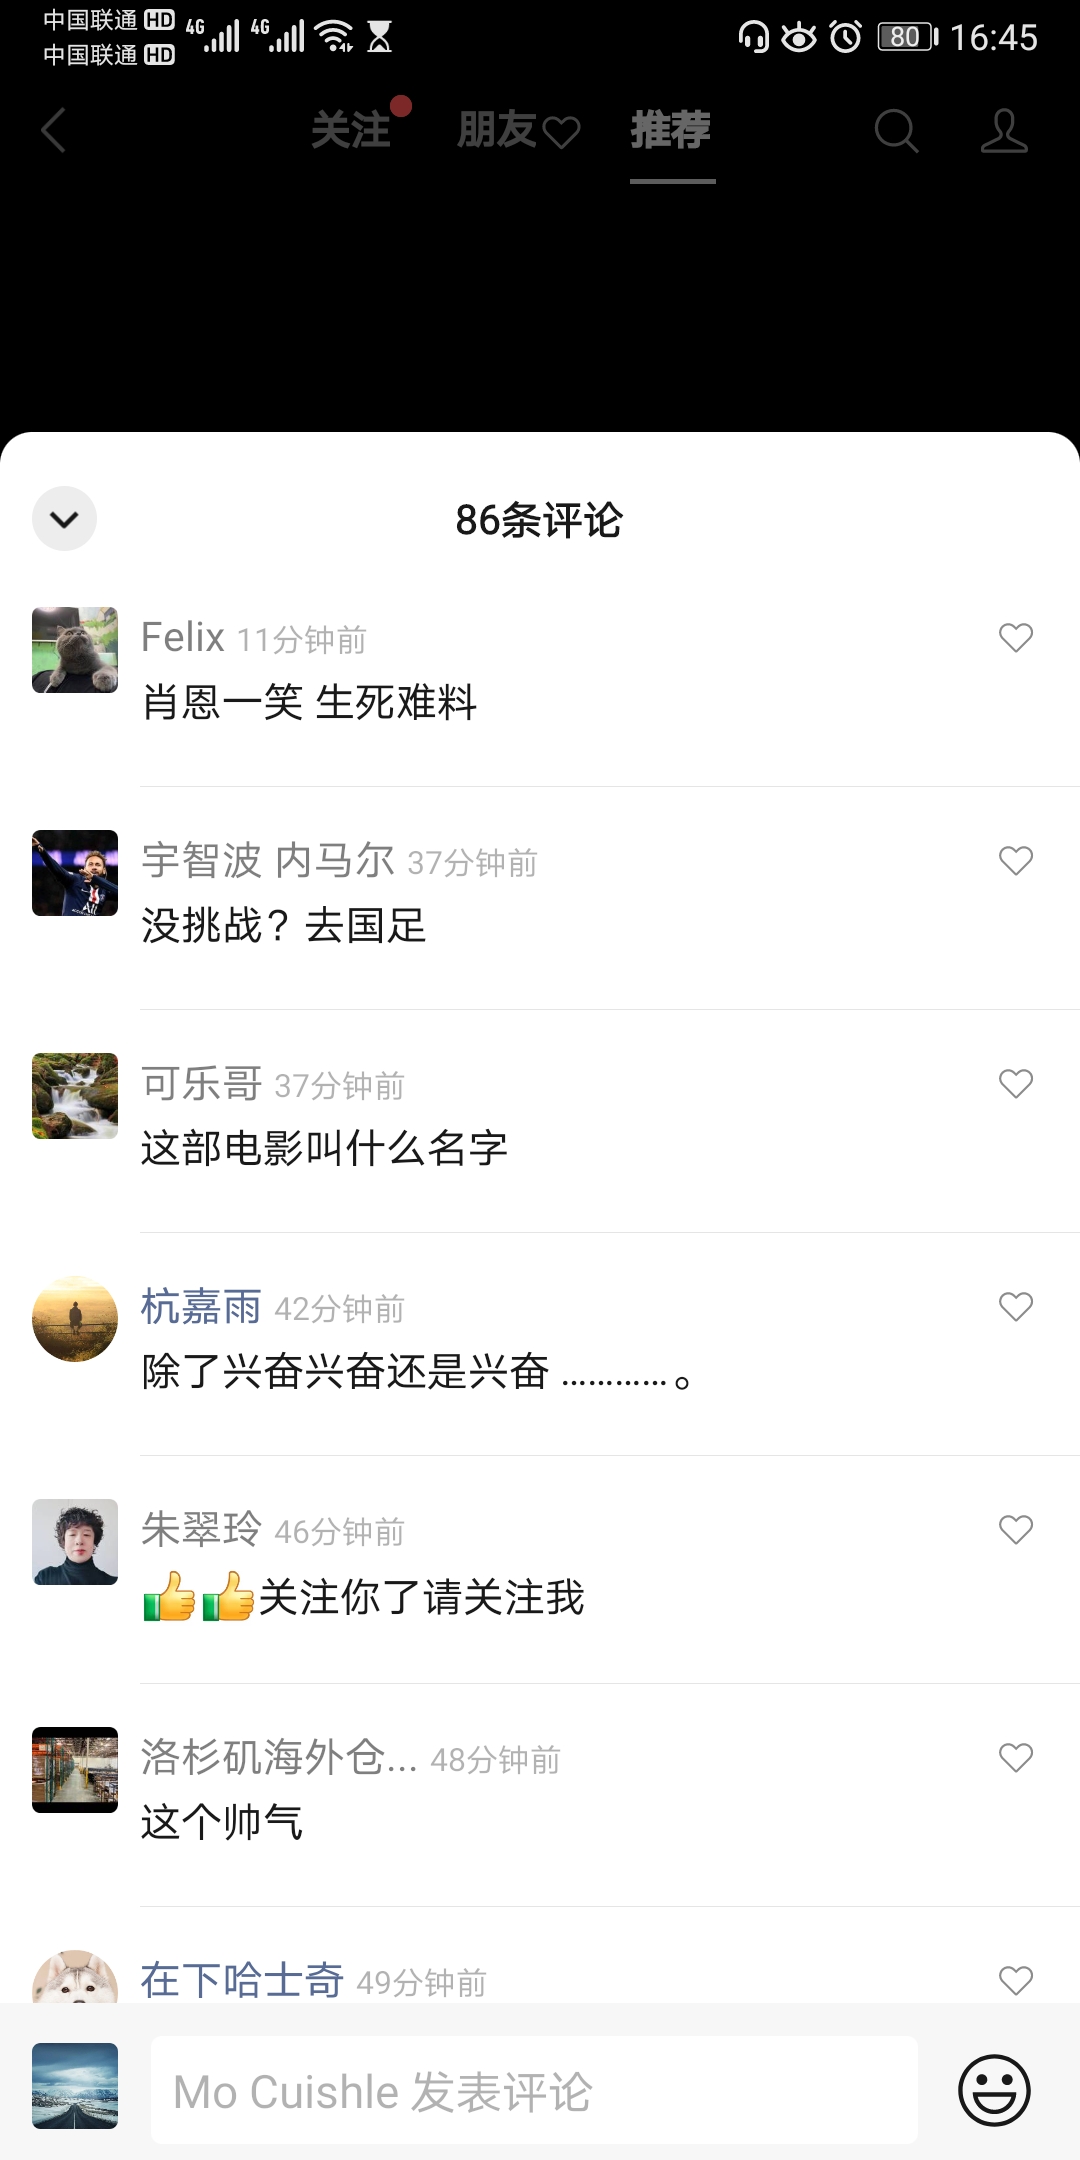 中国联通 HD 4G 4G 80 16:45
中国联通 HD
关注 朋友 推荐
86条评论
Felix 11分钟前
肖恩一笑 生死难料
宇智波 内马尔 37分钟前
没挑战？去国足
可乐哥 37分钟前
这部电影叫什么名字
杭嘉雨 42分钟前
除了兴奋兴奋还是兴奋 …………。
朱翠玲 46分钟前
👍👍关注你了请关注我
洛杉矶海外仓... 48分钟前
这个帅气
在下哈士奇 49分钟前
Mo Cuishle 发表评论